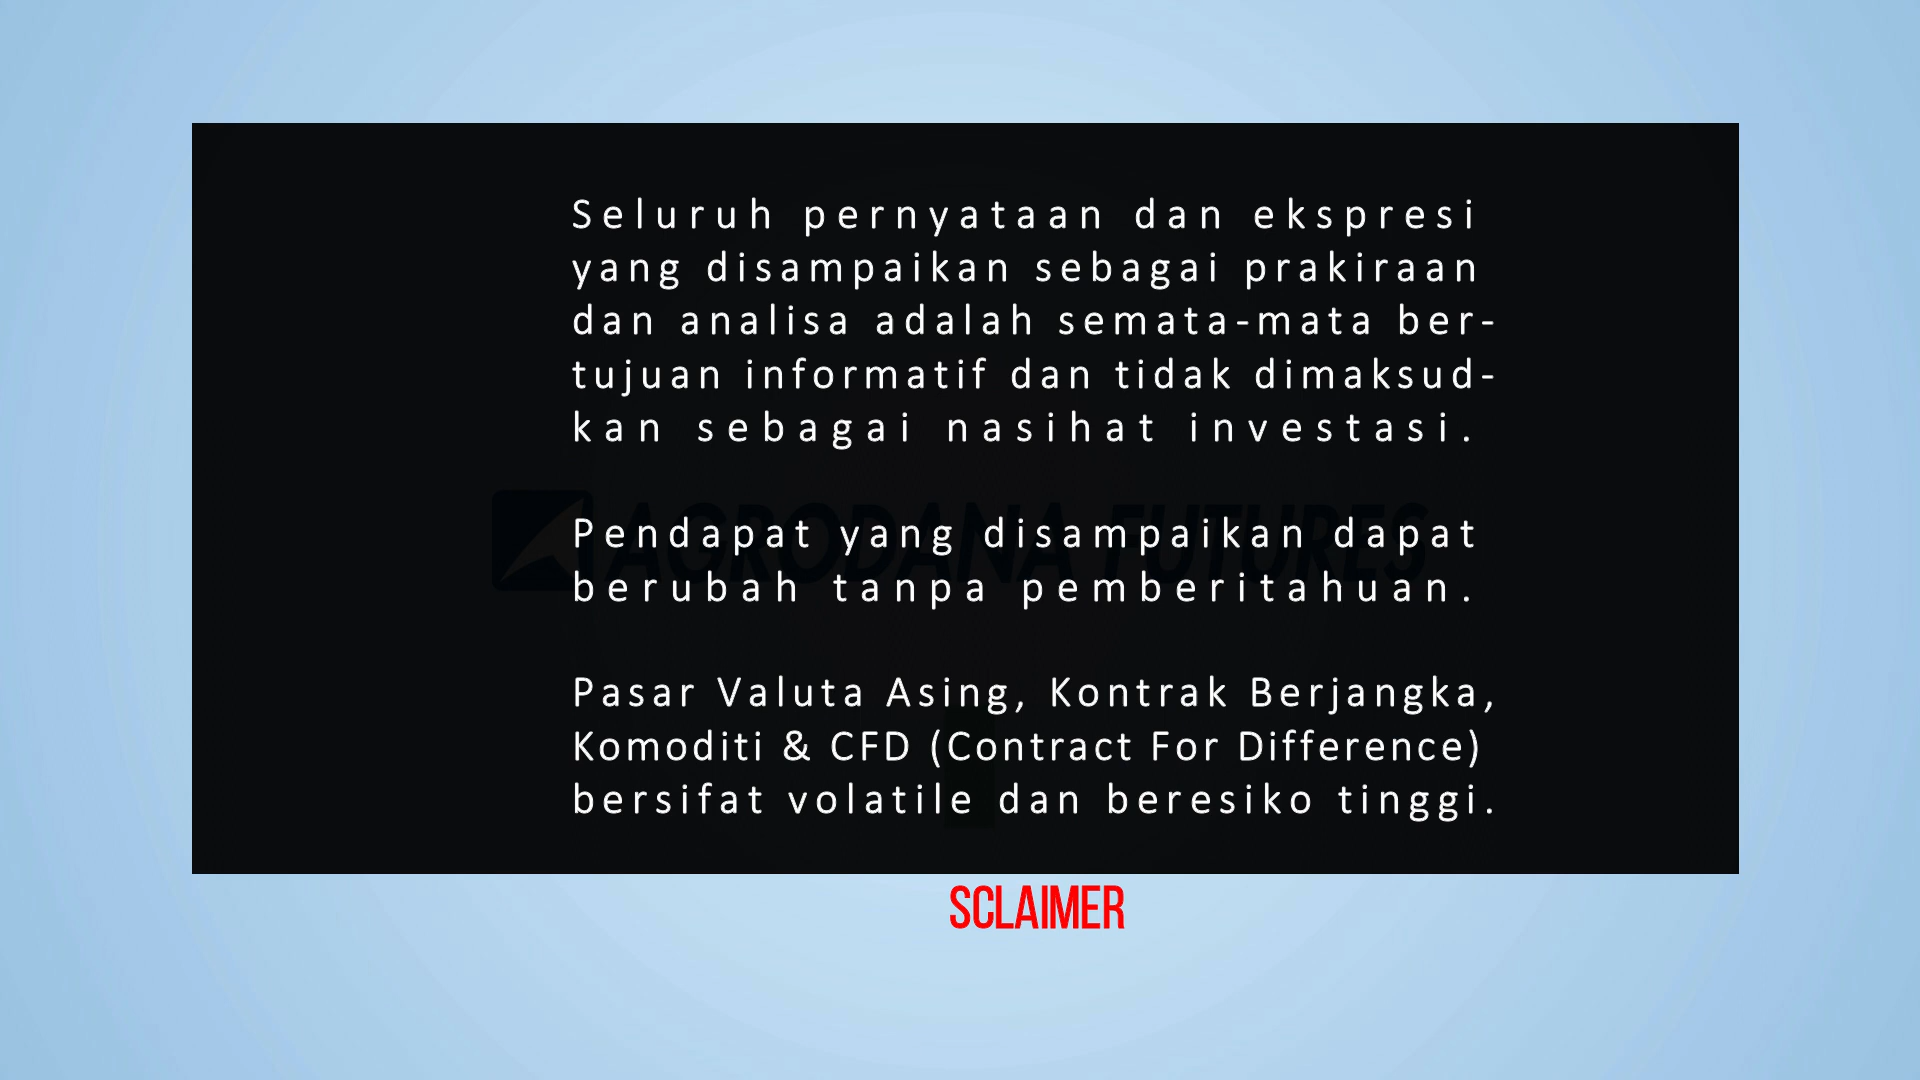 Seluruh pernyataan dan ekspresi
yang disampaikan sebagai prakiraan
dan analisa adalah semata-mata ber-
tujuan informatif dan tidak dimaksud-
kan sebagai nasihat investasi.
AGRODANA FUTURES
Pendapat yang disampaikan dapat
berubah tanpa pemberitahuan.
Pasar Valuta Asing, Kontrak Berjangka,
Komoditi & CFD (Contract For Difference)
bersifat volatile dan beresiko tinggi.
SCLAIMER